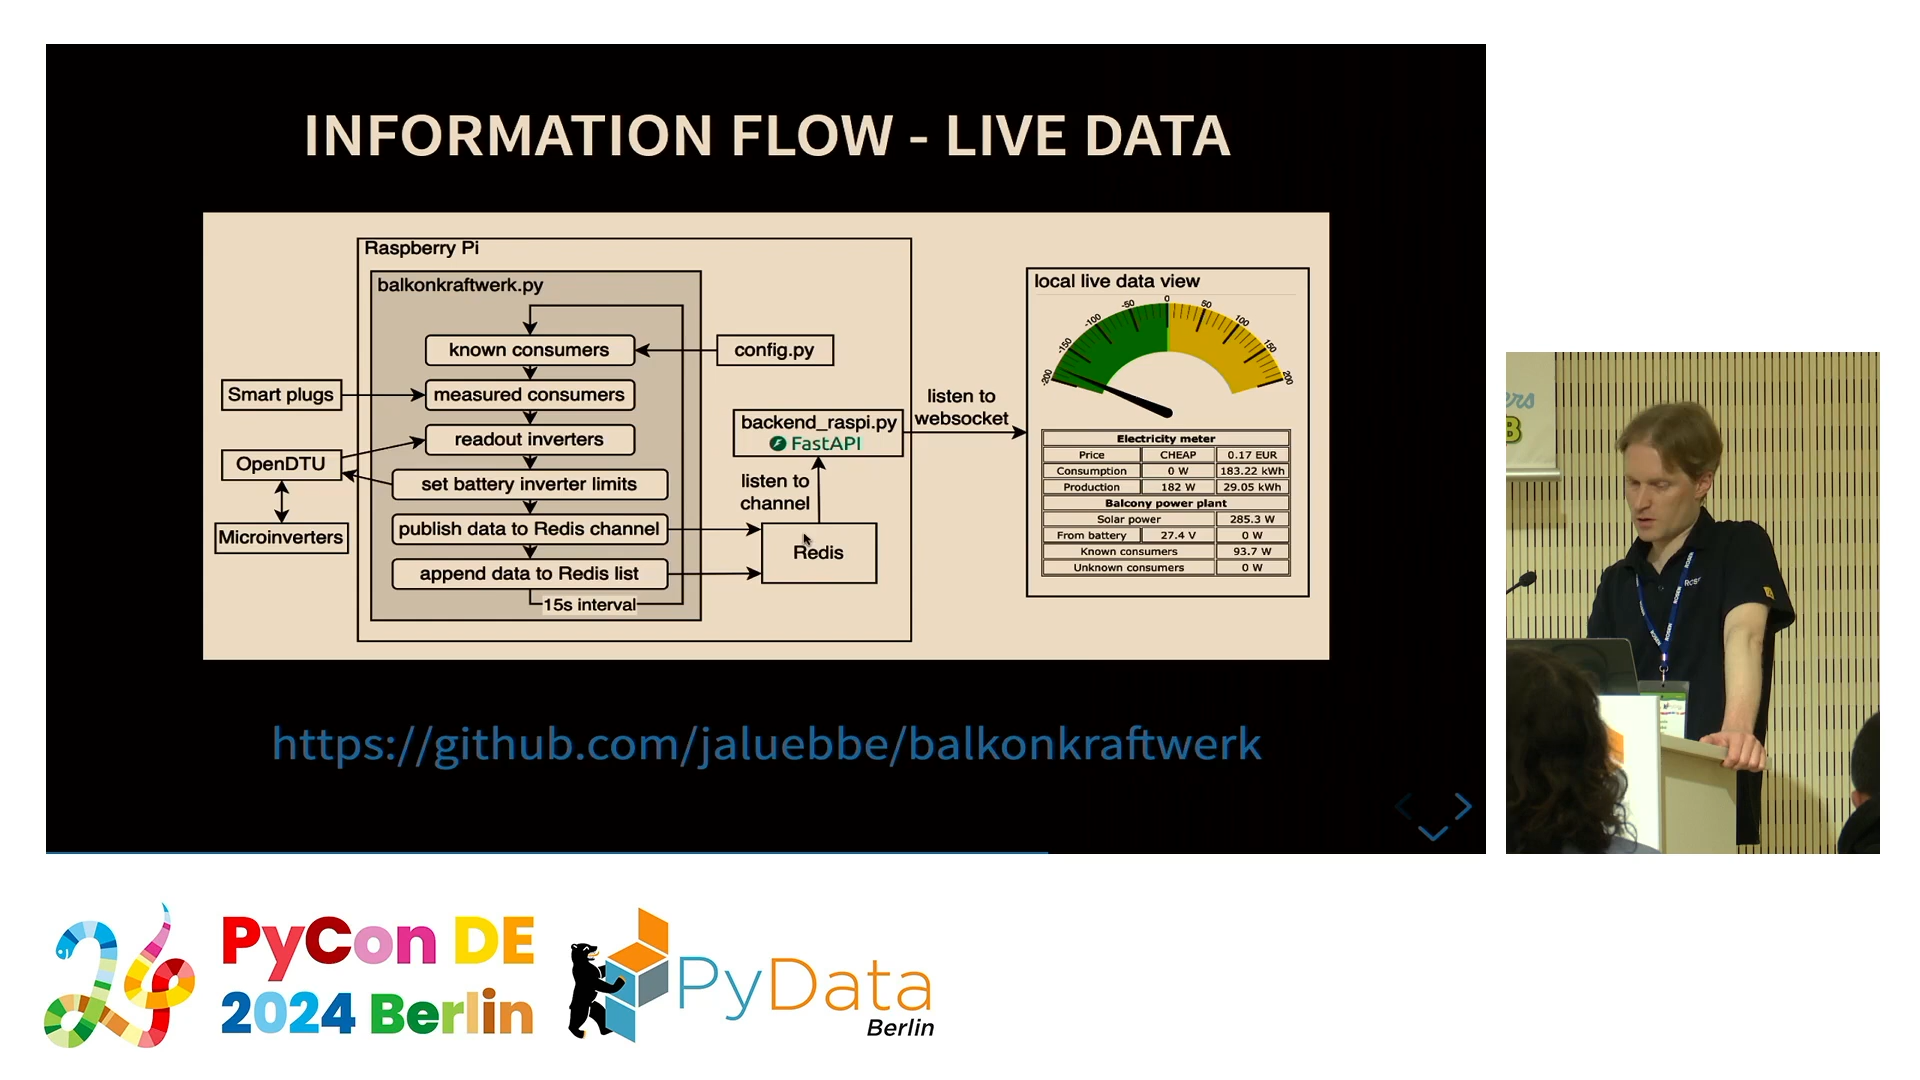 INFORMATION FLOW - LIVE DATA
Raspberry Pi
balkonkraftwerk.py
known consumers
config.py
Smart plugs
measured consumers
readout inverters
OpenDTU
set battery inverter limits
Microinverters
publish data to Redis channel
append data to Redis list
15s interval
backend_raspi.py
FastAPI
listen to
channel
Redis
listen to
websocket
local live data view
-200
-150
-100
-50
0
50
100
150
200
Electricity meter
Price CHEAP 0.17 EUR
Consumption 0 W 183.22 kWh
Production 182 W 29.05 kWh
Balcony power plant
Solar power 285.3 W
From battery 27.4 V 0 W
Known consumers 93.7 W
Unknown consumers 0 W
https://github.com/jaluebbe/balkonkraftwerk
ROSEN
PyCon DE
2024 Berlin
PyData
Berlin